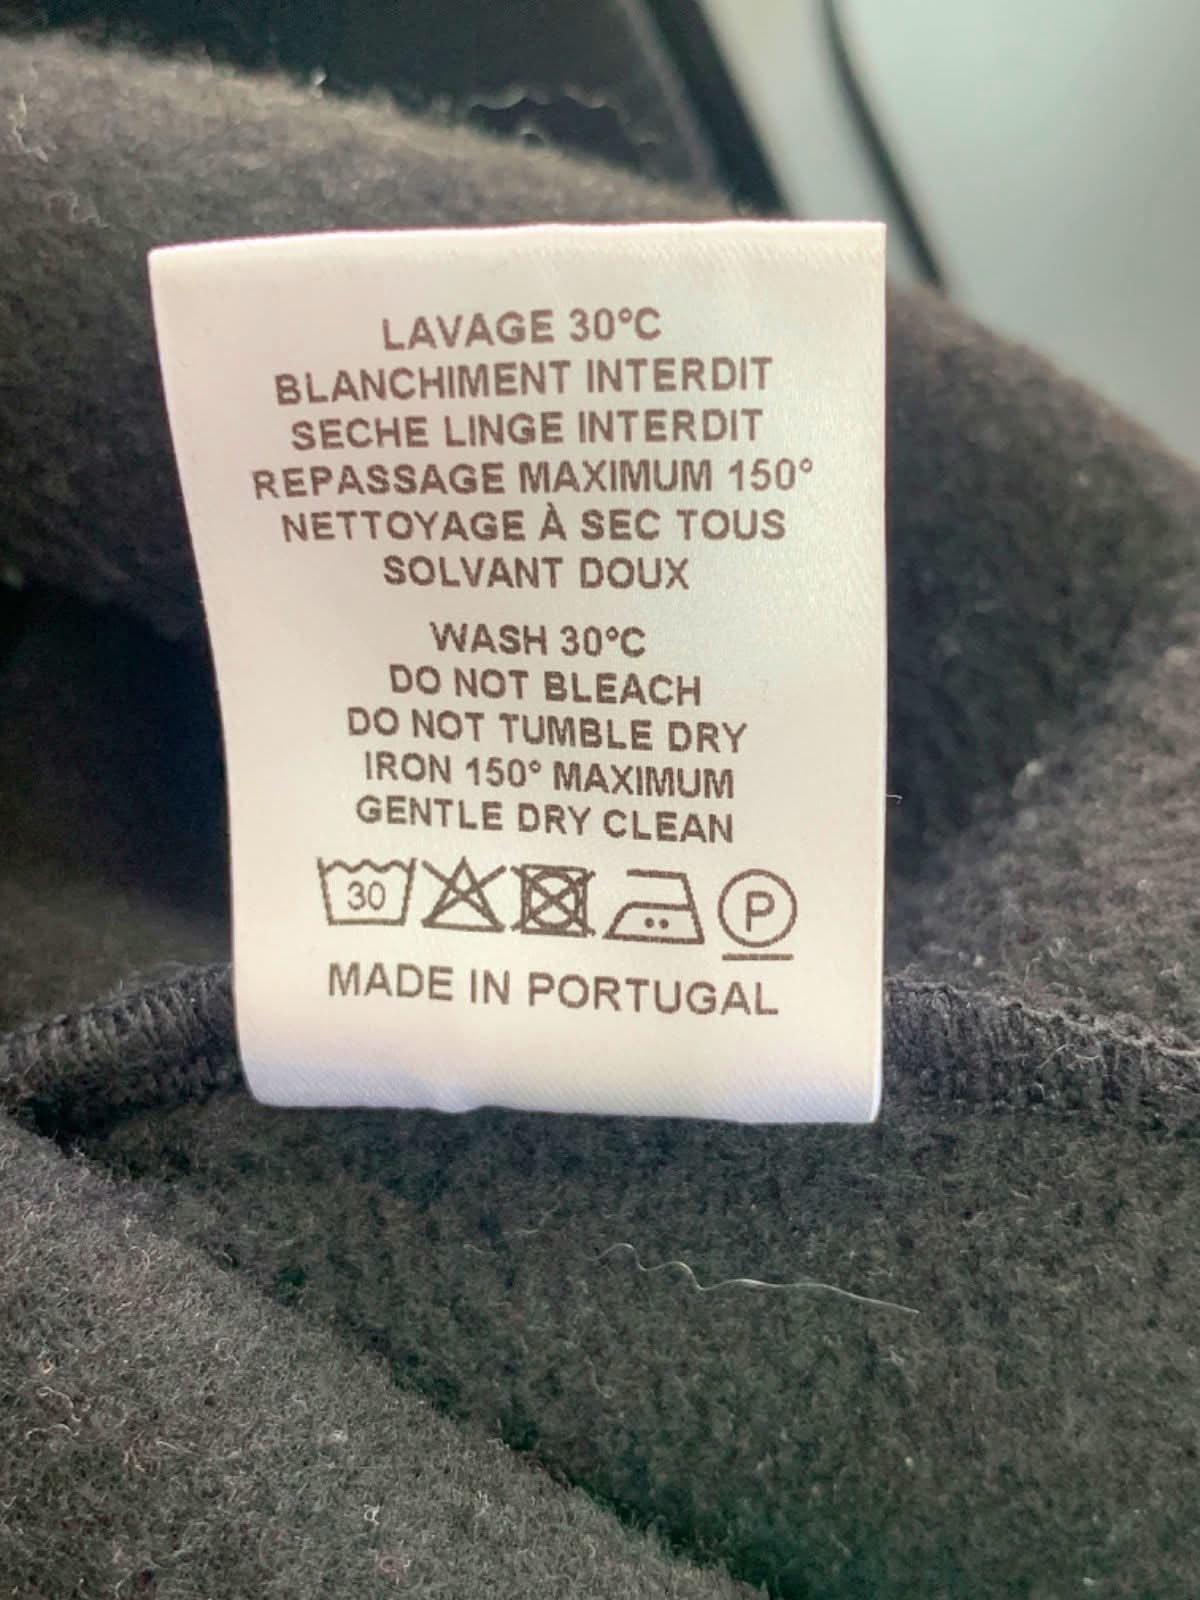 LAVAGE 30°C
BLANCHIMENT INTERDIT
SECHE LINGE INTERDIT
REPASSAGE MAXIMUM 150°
NETTOYAGE À SEC TOUS
SOLVANT DOUX
WASH 30°C
DO NOT BLEACH
DO NOT TUMBLE DRY
IRON 150° MAXIMUM
GENTLE DRY CLEAN
30 P
MADE IN PORTUGAL